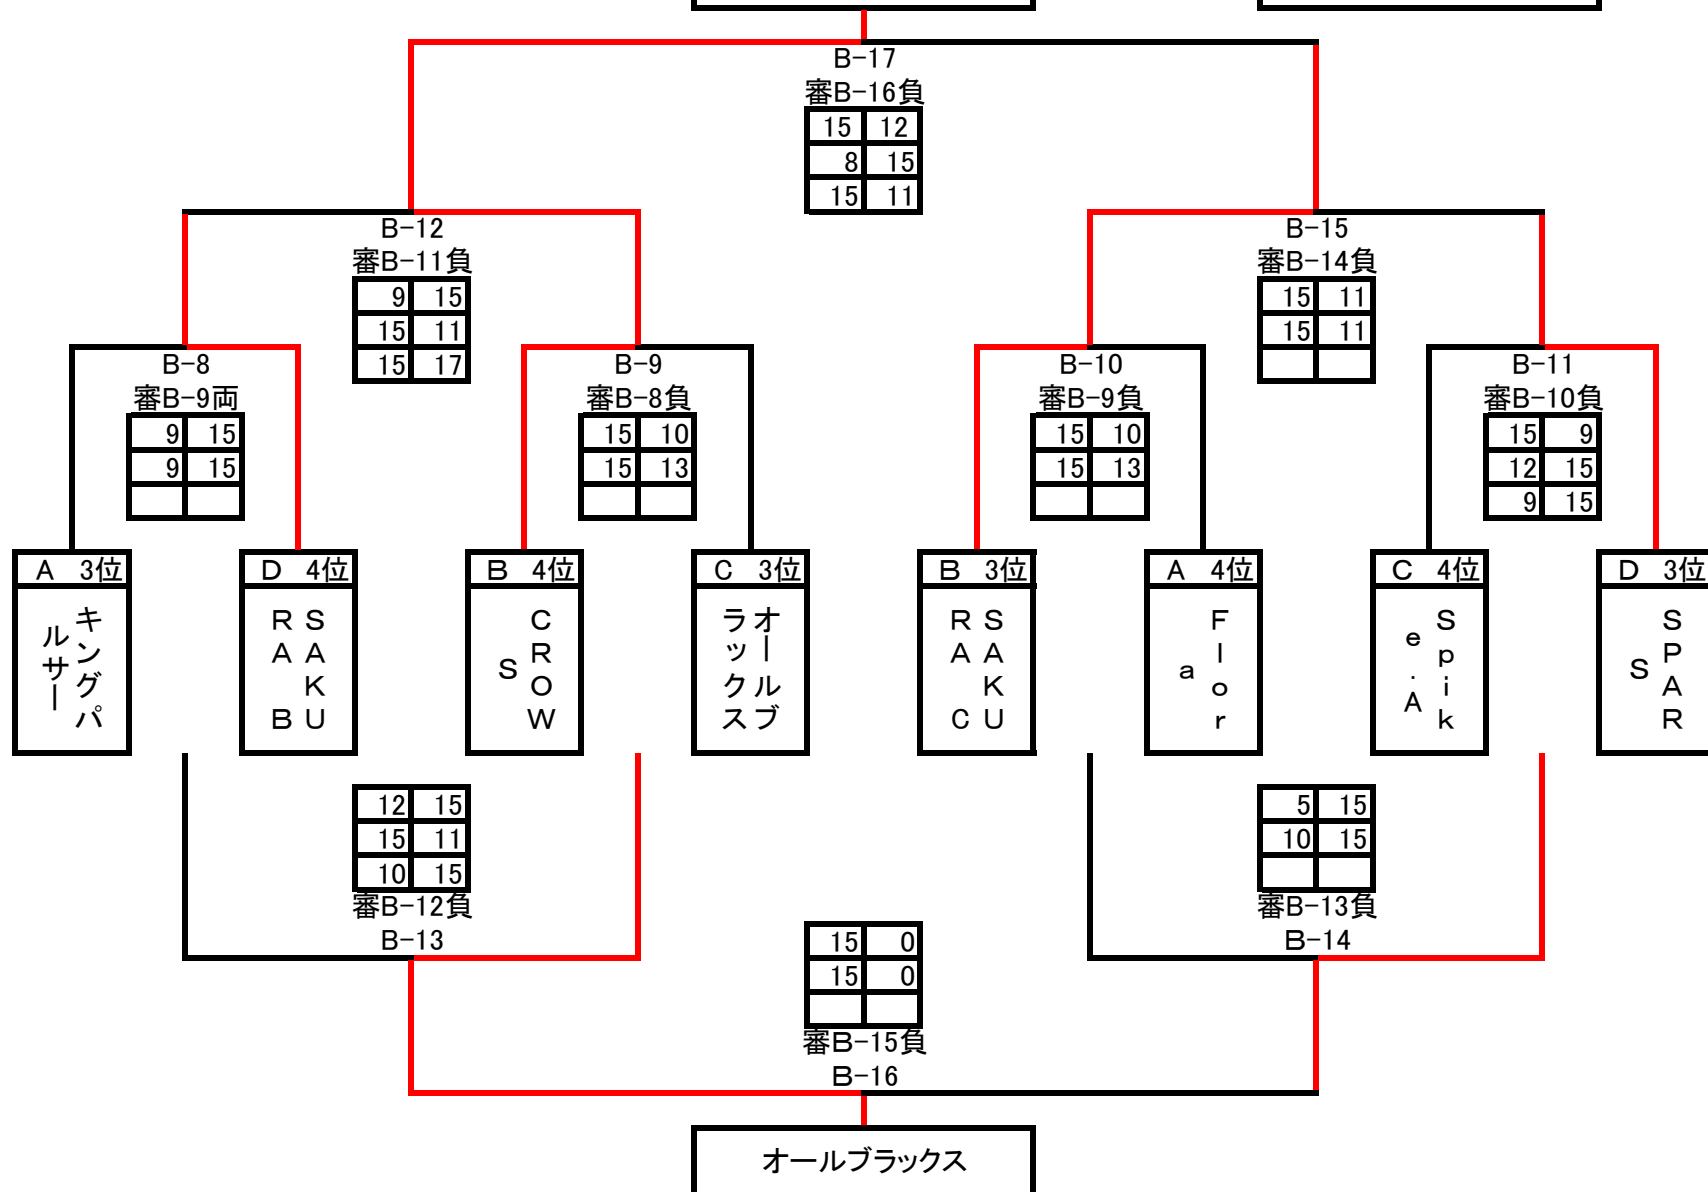 B-17
審B-16負
15 12
8 15
15 11
B-12
審B-11負
9 15
15 11
15 17
B-15
審B-14負
15 11
15 11
B-8
審B-9両
9 15
9 15
B-9
審B-8負
15 10
15 13
B-10
審B-9負
15 10
15 13
B-11
審B-10負
15 9
12 15
9 15
A 3位
キングパ
ルサー
D 4位
SAKU
RA B
B 4位
CROW
S
C 3位
オールブ
ラックス
B 3位
SAKU
RA C
A 4位
Flor
a
C 4位
Spik
e.A
D 3位
SPAR
S
12 15
15 11
10 15
審B-12負
B-13
5 15
10 15
審B-13負
B-14
15 0
15 0
審B-15負
B-16
オールブラックス